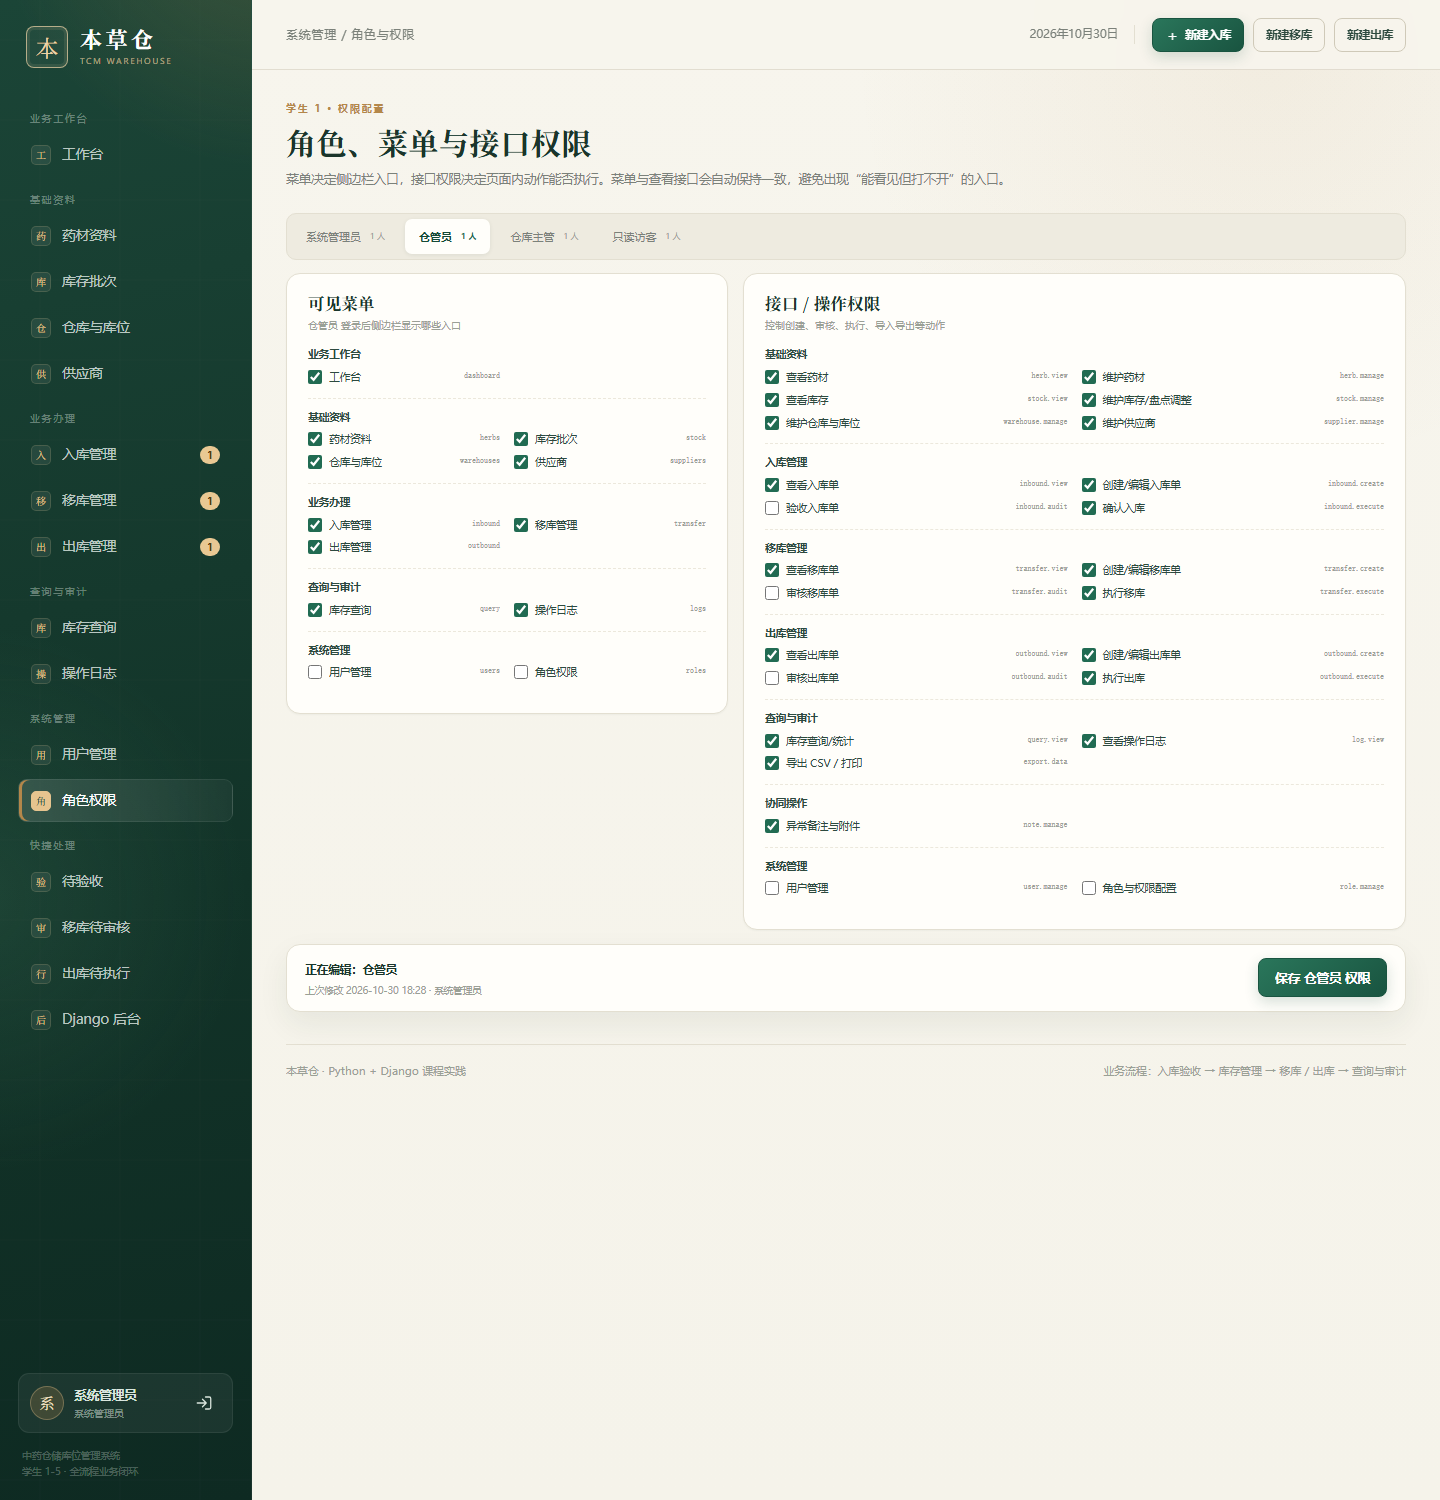 本
本草仓
TCM WAREHOUSE
业务工作台
工 工作台
基础资料
药 药材资料
库 库存批次
仓 仓库与库位
供 供应商
业务办理
入 入库管理 1
移 移库管理 1
出 出库管理 1
查询与审计
库 库存查询
操 操作日志
系统管理
用 用户管理
角 角色权限
快捷处理
验 待验收
审 移库待审核
行 出库待执行
后 Django 后台
系 系统管理员
系统管理员
中药仓储库位管理系统
学生 1-5 · 全流程业务闭环
系统管理 / 角色与权限
2026年10月30日
＋ 新建入库
新建移库
新建出库
学生 1 · 权限配置
角色、菜单与接口权限
菜单决定侧边栏入口，接口权限决定页面内动作能否执行。菜单与查看接口会自动保持一致，避免出现“能看见但打不开”的入口。
系统管理员 1 人
仓管员 1 人
仓库主管 1 人
只读访客 1 人
可见菜单
仓管员 登录后侧边栏显示哪些入口
业务工作台
工作台 dashboard
基础资料
药材资料 herbs 库存批次 stock
仓库与库位 warehouses 供应商 suppliers
业务办理
入库管理 inbound 移库管理 transfer
出库管理 outbound
查询与审计
库存查询 query 操作日志 logs
系统管理
用户管理 users 角色权限 roles
接口 / 操作权限
控制创建、审核、执行、导入导出等动作
基础资料
查看药材 herb.view 维护药材 herb.manage
查看库存 stock.view 维护库存/盘点调整 stock.manage
维护仓库与库位 warehouse.manage 维护供应商 supplier.manage
入库管理
查看入库单 inbound.view 创建/编辑入库单 inbound.create
验收入库单 inbound.audit 确认入库 inbound.execute
移库管理
查看移库单 transfer.view 创建/编辑移库单 transfer.create
审核移库单 transfer.audit 执行移库 transfer.execute
出库管理
查看出库单 outbound.view 创建/编辑出库单 outbound.create
审核出库单 outbound.audit 执行出库 outbound.execute
查询与审计
库存查询/统计 query.view 查看操作日志 log.view
导出 CSV / 打印 export.data
协同操作
异常备注与附件 note.manage
系统管理
用户管理 user.manage 角色与权限配置 role.manage
正在编辑：仓管员
上次修改 2026-10-30 18:28 · 系统管理员
保存 仓管员 权限
本草仓 · Python + Django 课程实践
业务流程：入库验收 → 库存管理 → 移库 / 出库 → 查询与审计